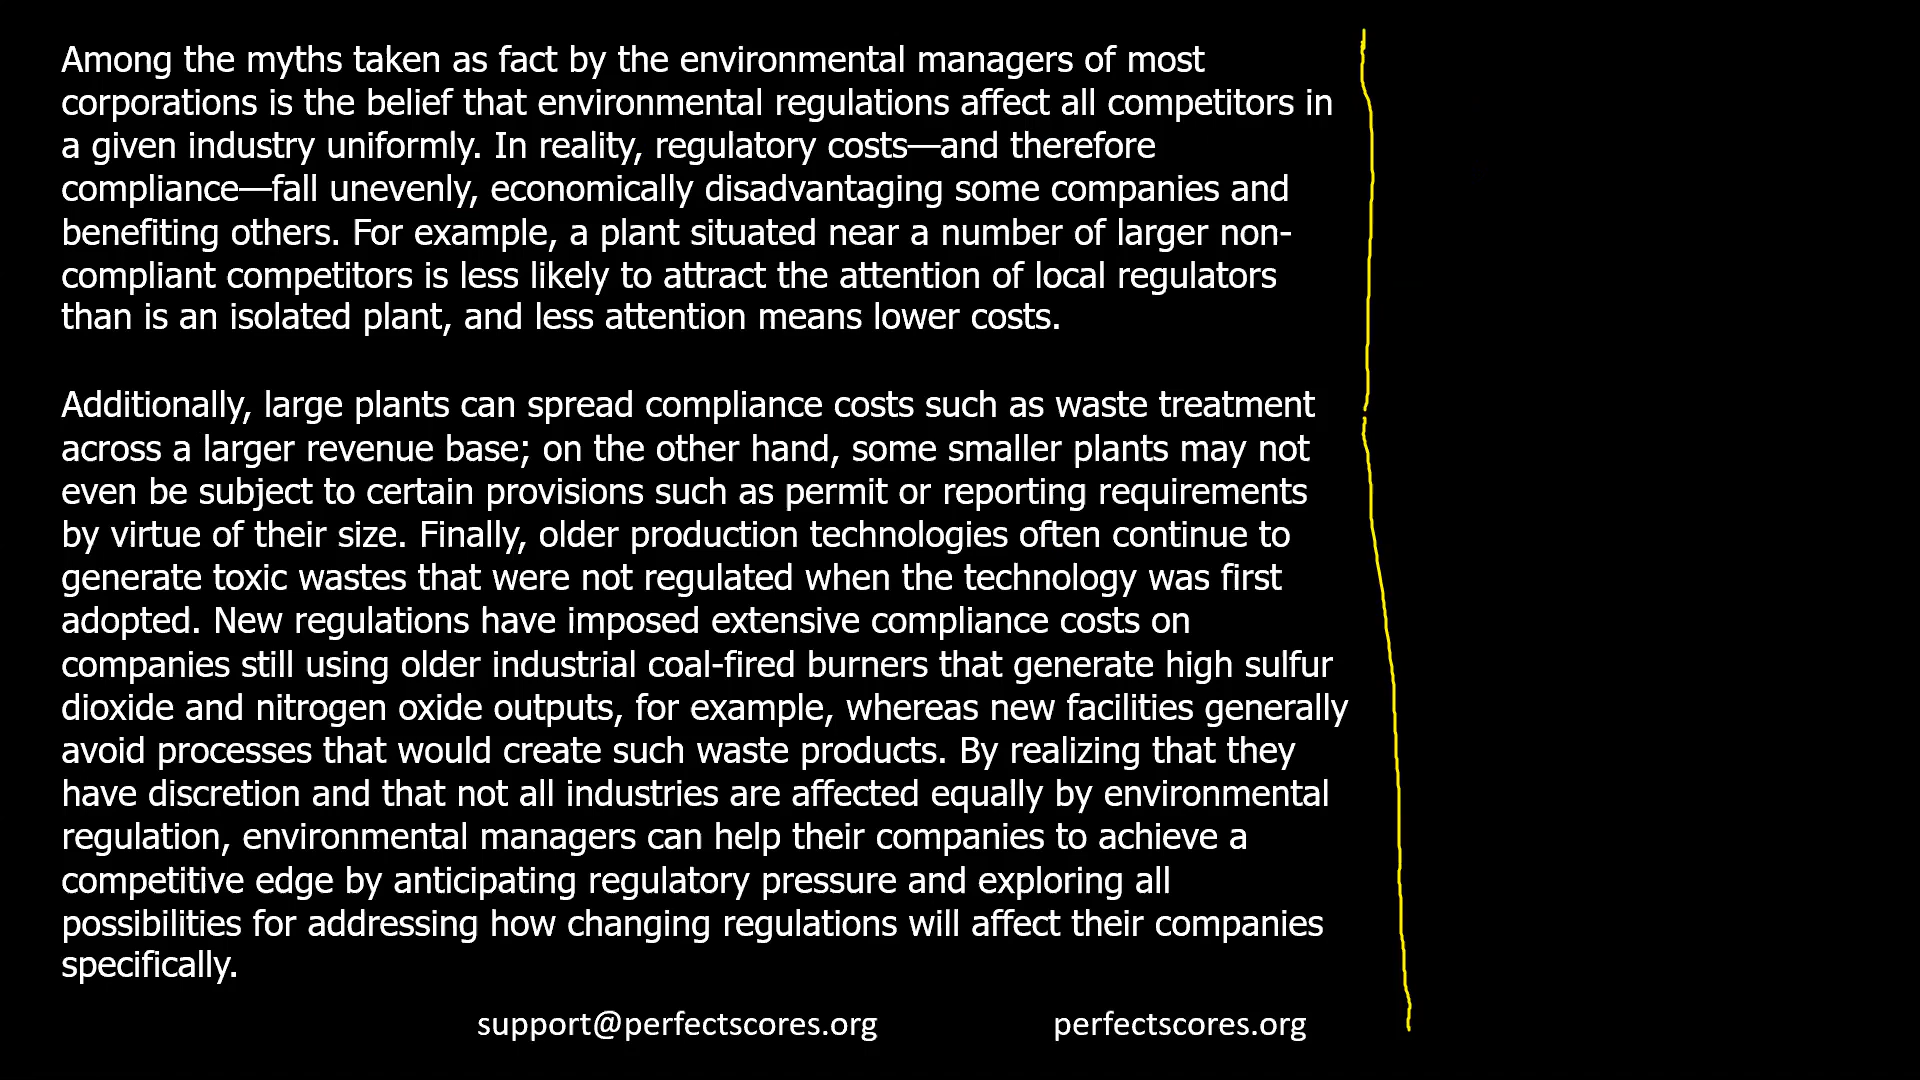 Among the myths taken as fact by the environmental managers of most
corporations is the belief that environmental regulations affect all competitors in
a given industry uniformly. In reality, regulatory costs—and therefore
compliance—fall unevenly, economically disadvantaging some companies and
benefiting others. For example, a plant situated near a number of larger non-
compliant competitors is less likely to attract the attention of local regulators
than is an isolated plant, and less attention means lower costs.
Additionally, large plants can spread compliance costs such as waste treatment
across a larger revenue base; on the other hand, some smaller plants may not
even be subject to certain provisions such as permit or reporting requirements
by virtue of their size. Finally, older production technologies often continue to
generate toxic wastes that were not regulated when the technology was first
adopted. New regulations have imposed extensive compliance costs on
companies still using older industrial coal-fired burners that generate high sulfur
dioxide and nitrogen oxide outputs, for example, whereas new facilities generally
avoid processes that would create such waste products. By realizing that they
have discretion and that not all industries are affected equally by environmental
regulation, environmental managers can help their companies to achieve a
competitive edge by anticipating regulatory pressure and exploring all
possibilities for addressing how changing regulations will affect their companies
specifically.
support@perfectscores.org perfectscores.org